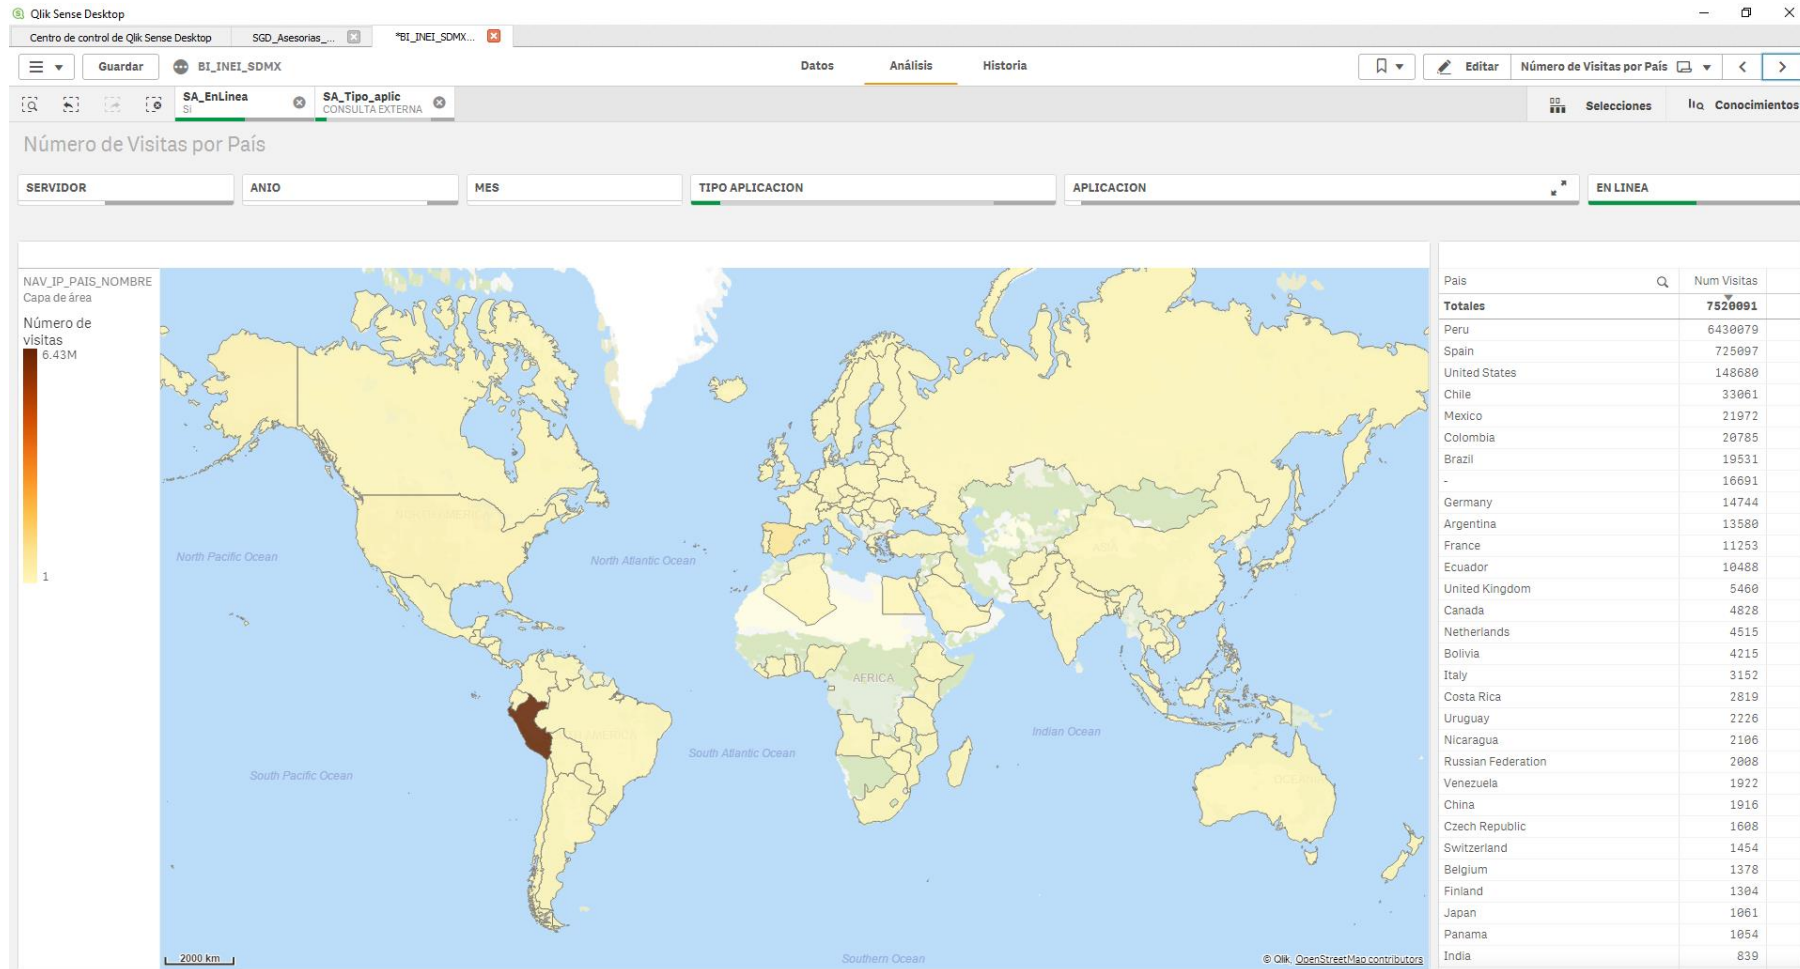 Qlik Sense Desktop
Centro de control de Qlik Sense Desktop
SGD_Asesorias_...
*BI_INEI_SDMX...
Guardar
BI_INEI_SDMX
Datos
Análisis
Historia
Editar
Número de Visitas por País
SA_EnLinea
Si
SA_Tipo_aplic
CONSULTA EXTERNA
Selecciones
Conocimientos
Número de Visitas por País
SERVIDOR
ANIO
MES
TIPO APLICACION
APLICACION
EN LINEA
NAV_IP_PAIS_NOMBRE
Capa de área
Número de
visitas
6.43M
1
NORTH AMERICA
ASIA
North Pacific Ocean
North Atlantic Ocean
AFRICA
Indian Ocean
SOUTH AMERICA
South Atlantic Ocean
South Pacific Ocean
OCEANIA
Southern Ocean
2000 km
© Qlik, OpenStreetMap contributors
Pais Num Visitas
Totales 7520091
Peru 6430079
Spain 725097
United States 148680
Chile 33061
Mexico 21972
Colombia 20785
Brazil 19531
- 16691
Germany 14744
Argentina 13580
France 11253
Ecuador 10488
United Kingdom 5460
Canada 4828
Netherlands 4515
Bolivia 4215
Italy 3152
Costa Rica 2819
Uruguay 2226
Nicaragua 2106
Russian Federation 2008
Venezuela 1922
China 1916
Czech Republic 1608
Switzerland 1454
Belgium 1378
Finland 1304
Japan 1061
Panama 1054
India 839